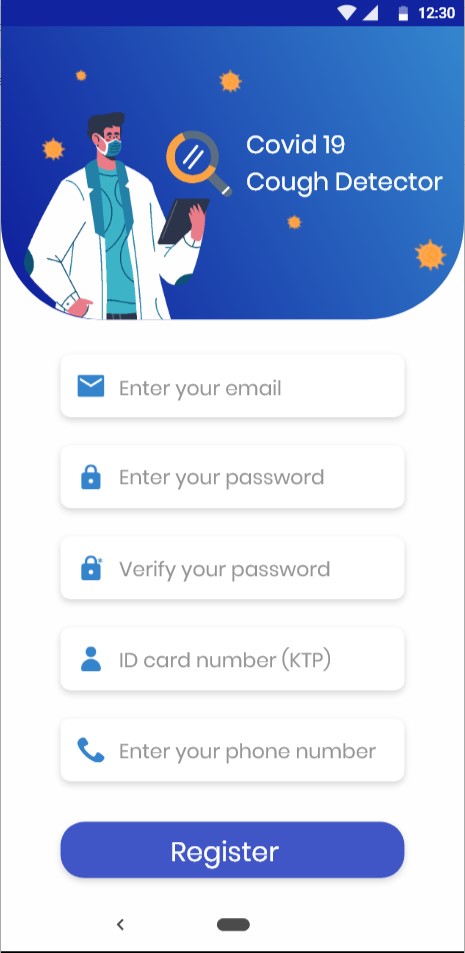 12:30
Covid 19
Cough Detector
Enter your email
Enter your password
Verify your password
ID card number (KTP)
Enter your phone number
Register